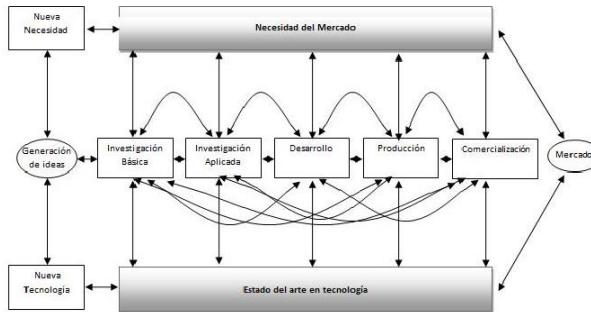 Nueva
Necesidad
Necesidad del Mercado
Generación
de ideas
Investigación
Básica
Investigación
Aplicada
Desarrollo
Producción
Comercialización
Mercado
Nueva
Tecnología
Estado del arte en tecnología